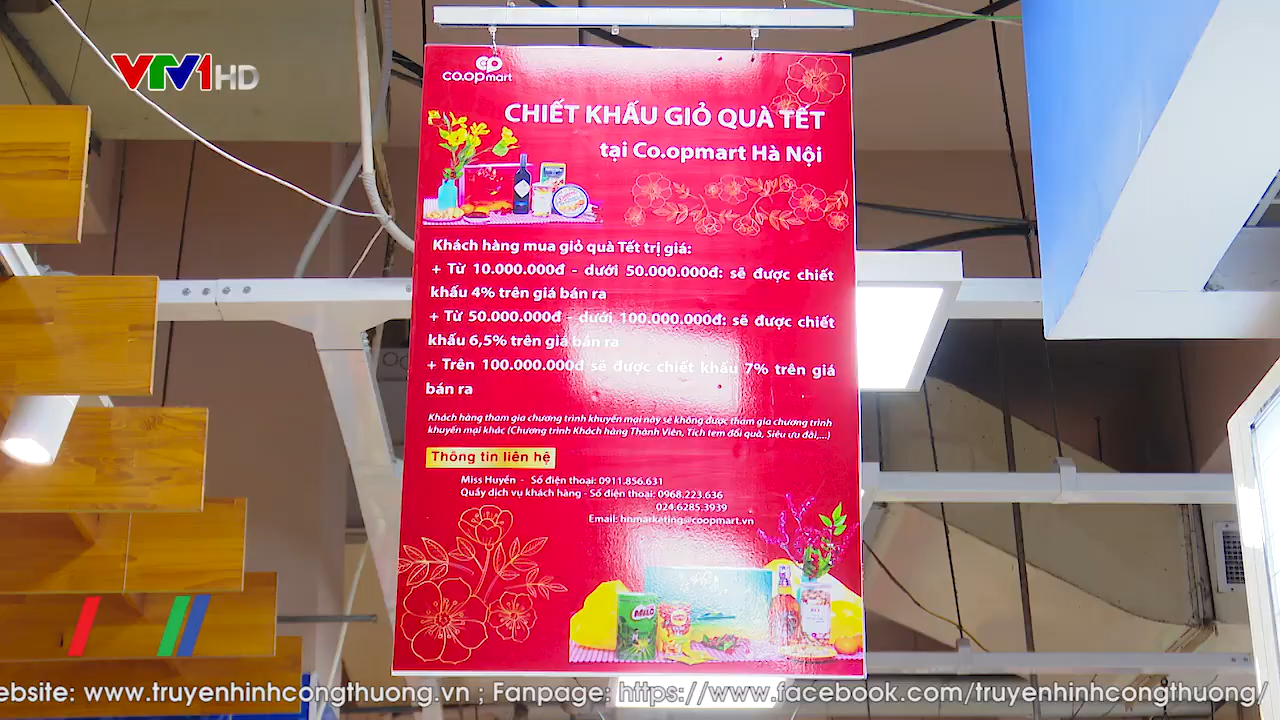 VTV1 HD
co.opmart
CHIẾT KHẤU GIỎ QUÀ TẾT
tại Co.opmart Hà Nội
Khách hàng mua giỏ quà Tết trị giá:
+ Từ 10.000.000đ - dưới 50.000.000đ: sẽ được chiết
khấu 4% trên giá bán ra
+ Từ 50.000.000đ - dưới 100.000.000đ: sẽ được chiết
khấu 6,5% trên giá bán ra
+ Trên 100.000.000đ sẽ được chiết khấu 7% trên giá
bán ra
Khách hàng tham gia chương trình khuyến mại này sẽ không được tham gia chương trình
khuyến mại khác (Chương trình Khách hàng Thành Viên, Tích tem đổi quà, Siêu ưu đãi,...)
Thông tin liên hệ
Miss Huyền - Số điện thoại: 0911.856.631
Quầy dịch vụ khách hàng - Số điện thoại: 0968.223.636
024.6285.3939
Email: hnmarketing@coopmart.vn
MILO
ebsite: www.truyenhinhcongthuong.vn ; Fanpage: https://www.facebook.com/truyenhinhcongthuong/